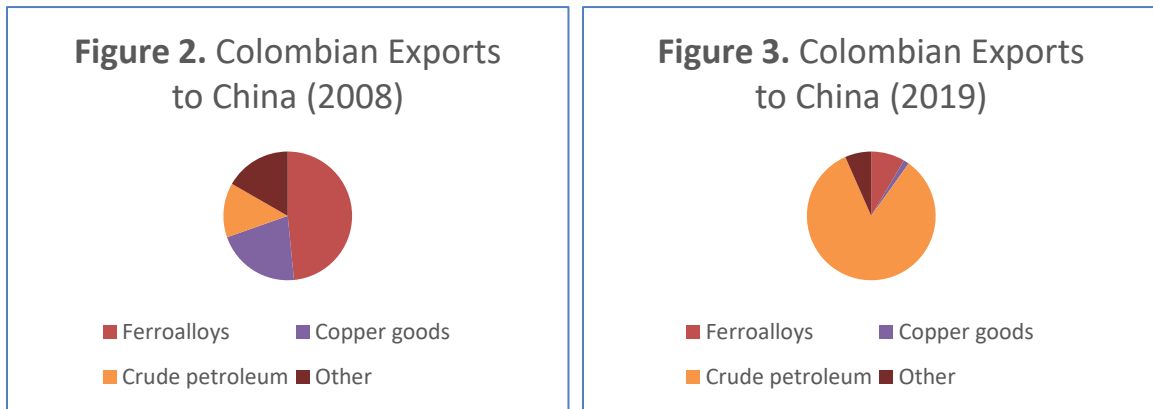 Figure 2. Colombian Exports
to China (2008)
Ferroalloys
Copper goods
Crude petroleum
Other
Figure 3. Colombian Exports
to China (2019)
Ferroalloys
Copper goods
Crude petroleum
Other